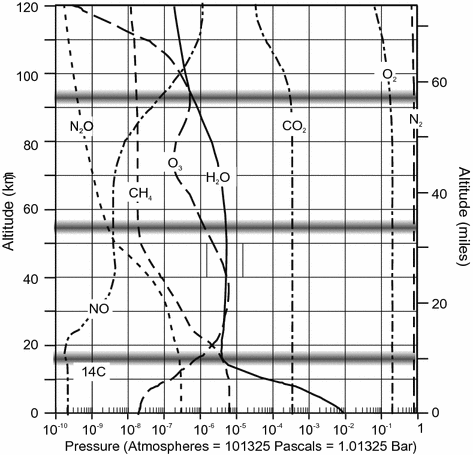 120
100
80
60
40
20
0
Altitude (km)
60
40
20
0
Altitude (miles)
O2
N2
N2O
CO2
O3
H2O
CH4
NO
14C
10-10 10-9 10-8 10-7 10-6 10-5 10-4 10-3 10-2 10-1 1
Pressure (Atmospheres = 101325 Pascals = 1.01325 Bar)